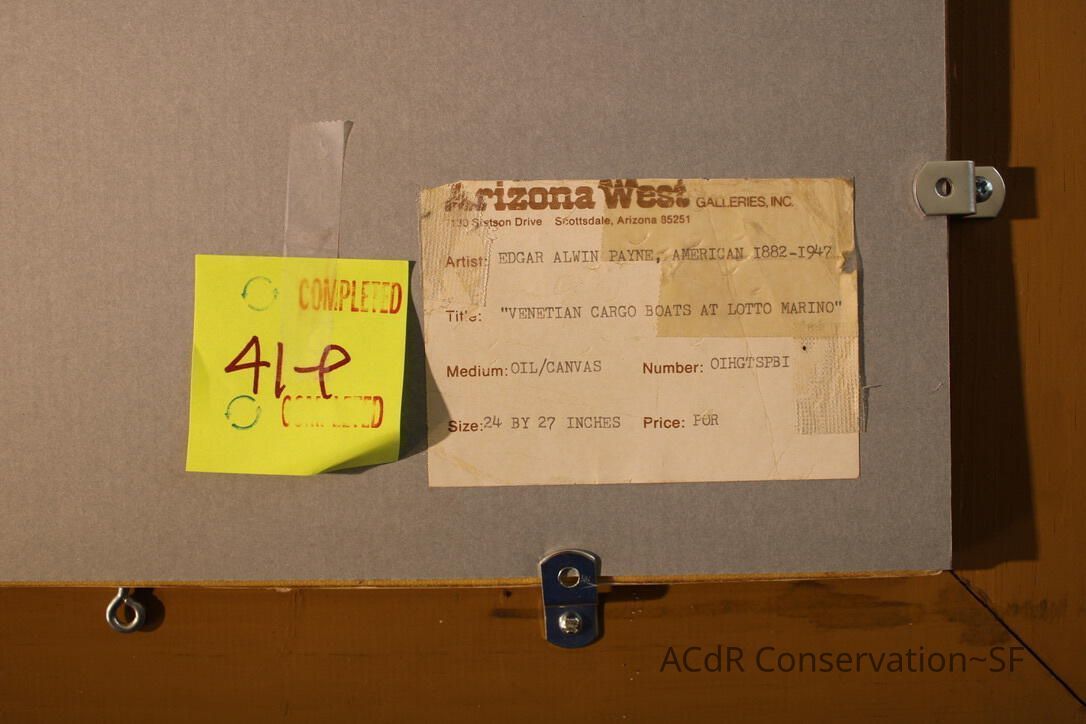 Arizona West GALLERIES, INC.
7130 Stetson Drive Scottsdale, Arizona 85251
Artist: EDGAR ALWIN PAYNE, AMERICAN 1882-1947
Title: "VENETIAN CARGO BOATS AT LOTTO MARINO"
Medium: OIL/CANVAS Number: OIHGTSPBI
Size: 24 BY 27 INCHES Price: POR
COMPLETED
41-P
COMPLETED
ACdR Conservation~SF